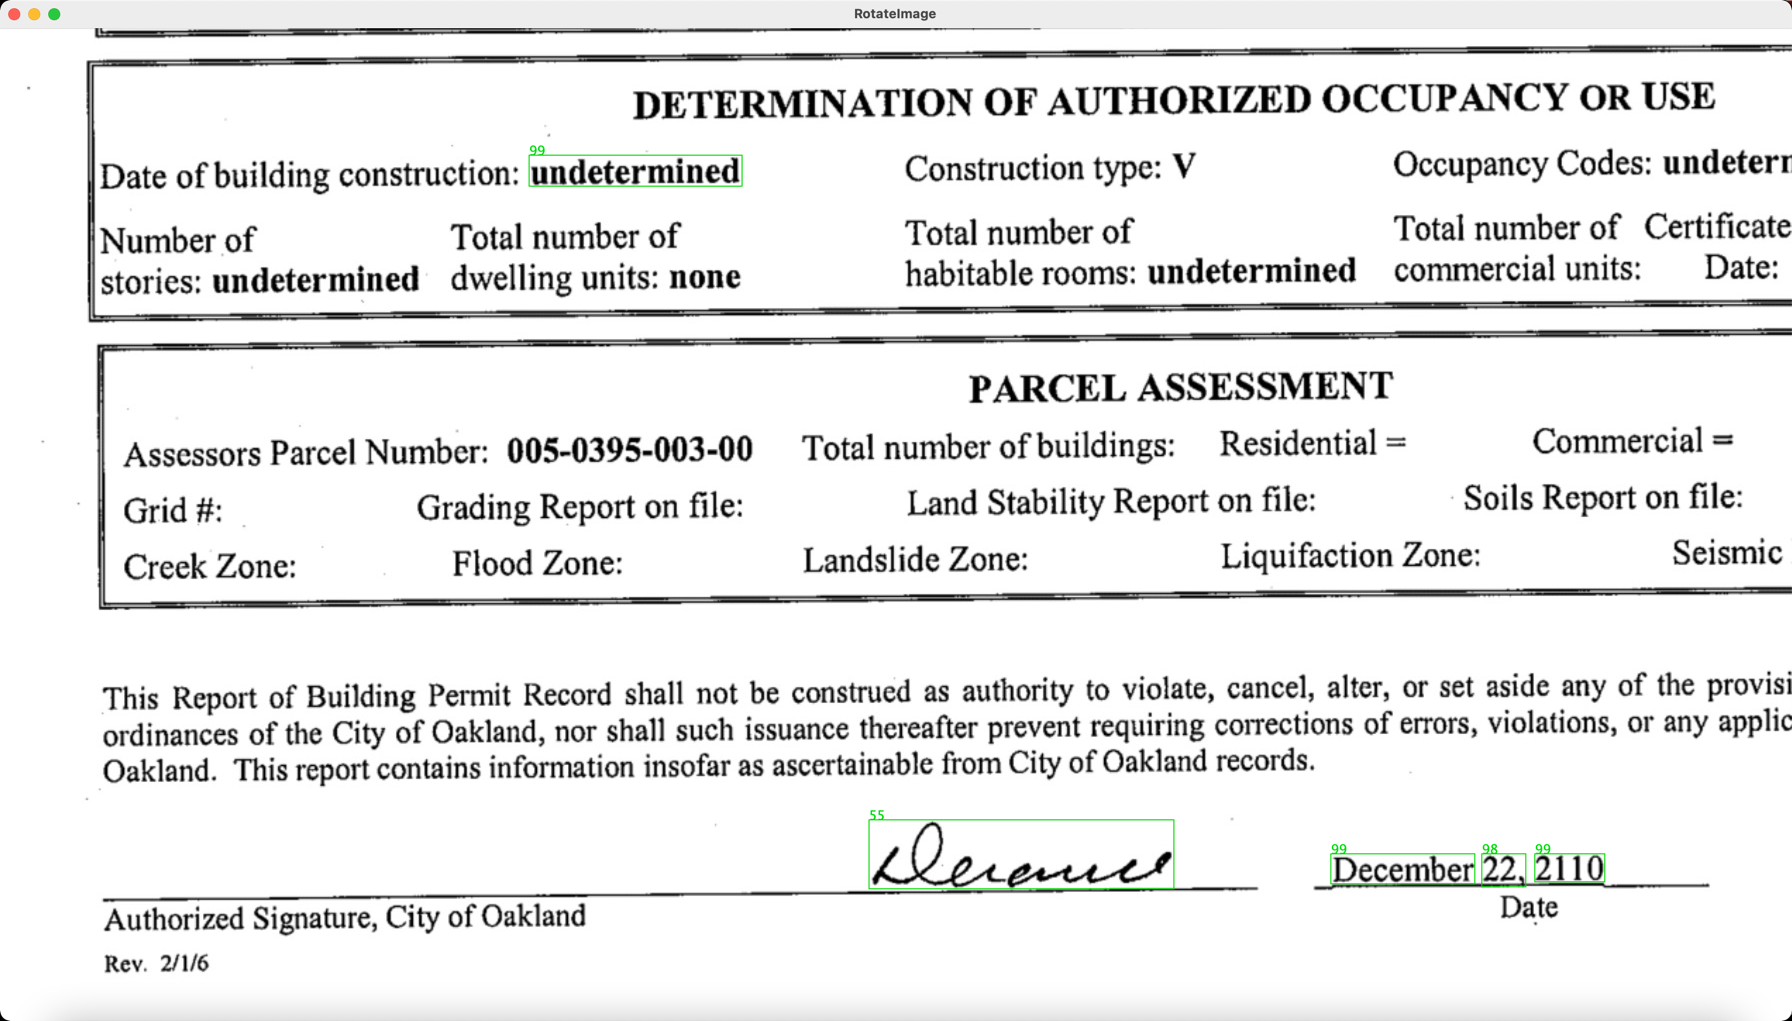 RotateImage
DETERMINATION OF AUTHORIZED OCCUPANCY OR USE
99
Date of building construction: undetermined Construction type: V Occupancy Codes: undeterm
Number of Total number of Total number of Total number of Certificate
stories: undetermined dwelling units: none habitable rooms: undetermined commercial units: Date:
PARCEL ASSESSMENT
Assessors Parcel Number: 005-0395-003-00 Total number of buildings: Residential = Commercial =
Grid #: Grading Report on file: Land Stability Report on file: Soils Report on file:
Creek Zone: Flood Zone: Landslide Zone: Liquifaction Zone: Seismic
This Report of Building Permit Record shall not be construed as authority to violate, cancel, alter, or set aside any of the provisi
ordinances of the City of Oakland, nor shall such issuance thereafter prevent requiring corrections of errors, violations, or any applic
Oakland. This report contains information insofar as ascertainable from City of Oakland records.
55
99 98 99
December 22, 2110
Authorized Signature, City of Oakland Date
Rev. 2/1/6